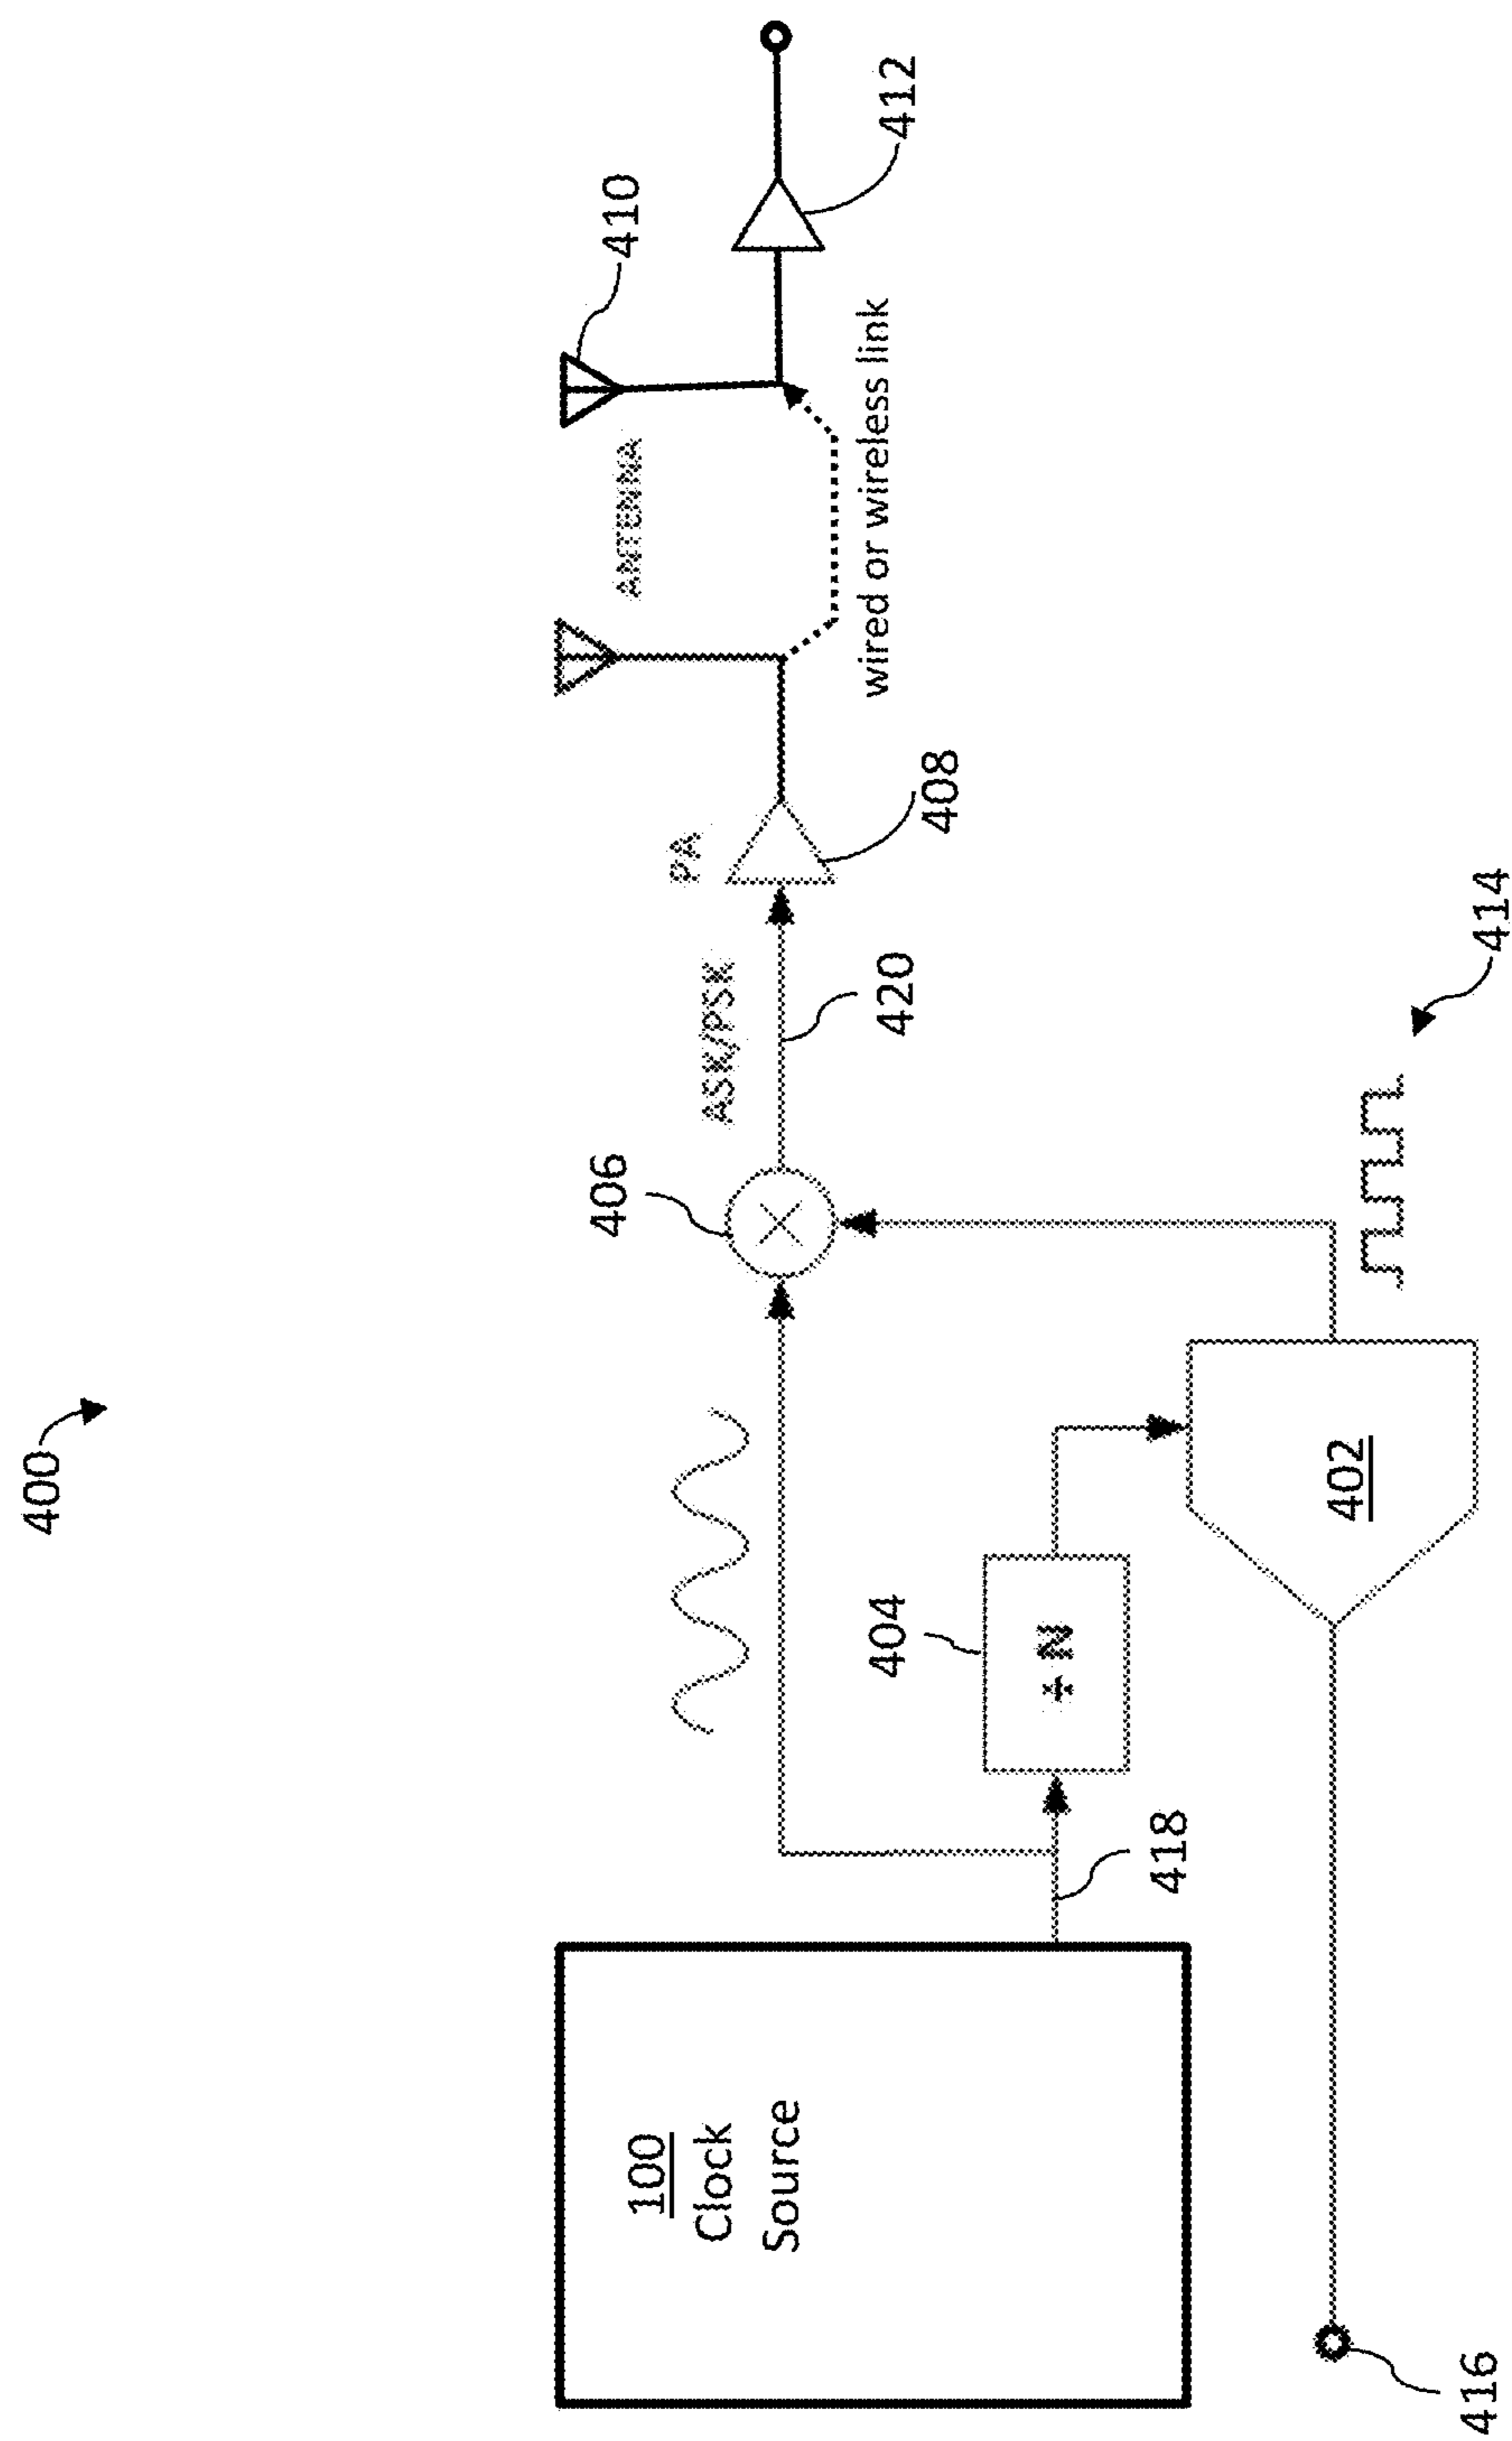 400
410
412
ANTENNA
wired or wireless link
PA
408
ASK/PSK
420
406
414
404
÷ N
402
418
100
Clock
Source
416